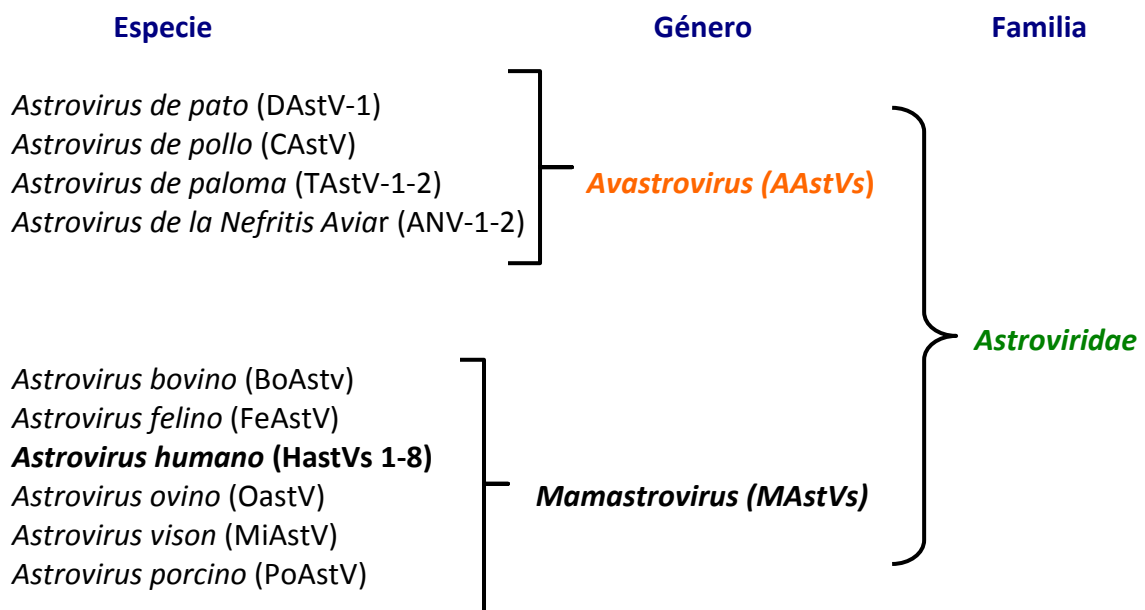 Especie Género Familia
Astrovirus de pato (DAstV-1)
Astrovirus de pollo (CAstV)
Astrovirus de paloma (TAstV-1-2)
Astrovirus de la Nefritis Aviar (ANV-1-2)
Avastrovirus (AAstVs)
Astrovirus bovino (BoAstv)
Astrovirus felino (FeAstV)
Astrovirus humano (HastVs 1-8)
Astrovirus ovino (OastV)
Astrovirus vison (MiAstV)
Astrovirus porcino (PoAstV)
Mamastrovirus (MAstVs)
Astroviridae